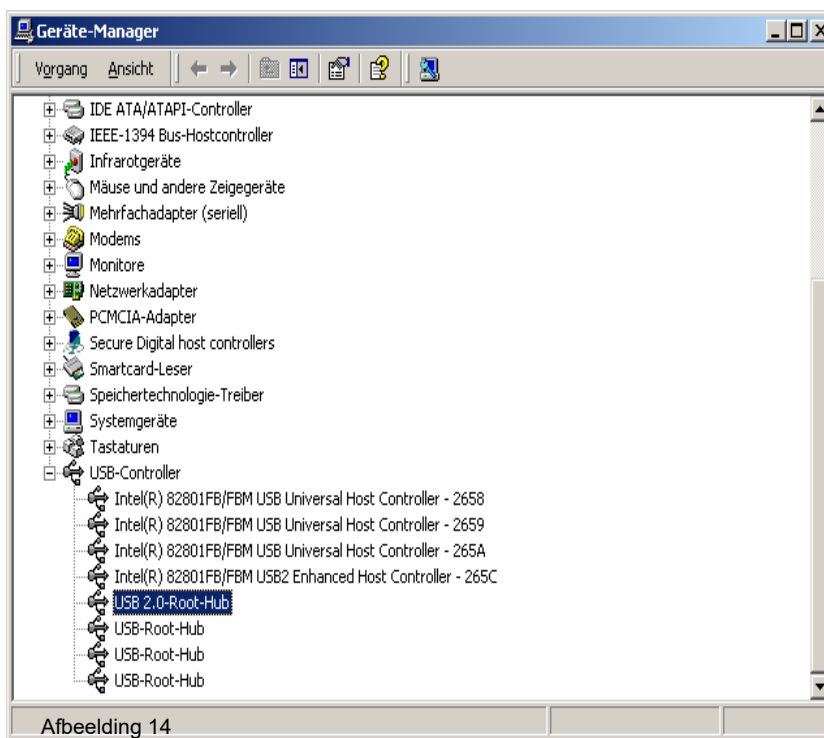 Geräte-Manager
Vorgang Ansicht
IDE ATA/ATAPI-Controller
IEEE-1394 Bus-Hostcontroller
Infrarotgeräte
Mäuse und andere Zeigegeräte
Mehrfachadapter (seriell)
Modems
Monitore
Netzwerkadapter
PCMCIA-Adapter
Secure Digital host controllers
Smartcard-Leser
Speichertechnologie-Treiber
Systemgeräte
Tastaturen
USB-Controller
Intel(R) 82801FB/FBM USB Universal Host Controller - 2658
Intel(R) 82801FB/FBM USB Universal Host Controller - 2659
Intel(R) 82801FB/FBM USB Universal Host Controller - 265A
Intel(R) 82801FB/FBM USB2 Enhanced Host Controller - 265C
USB 2.0-Root-Hub
USB-Root-Hub
USB-Root-Hub
USB-Root-Hub
Afbeelding 14